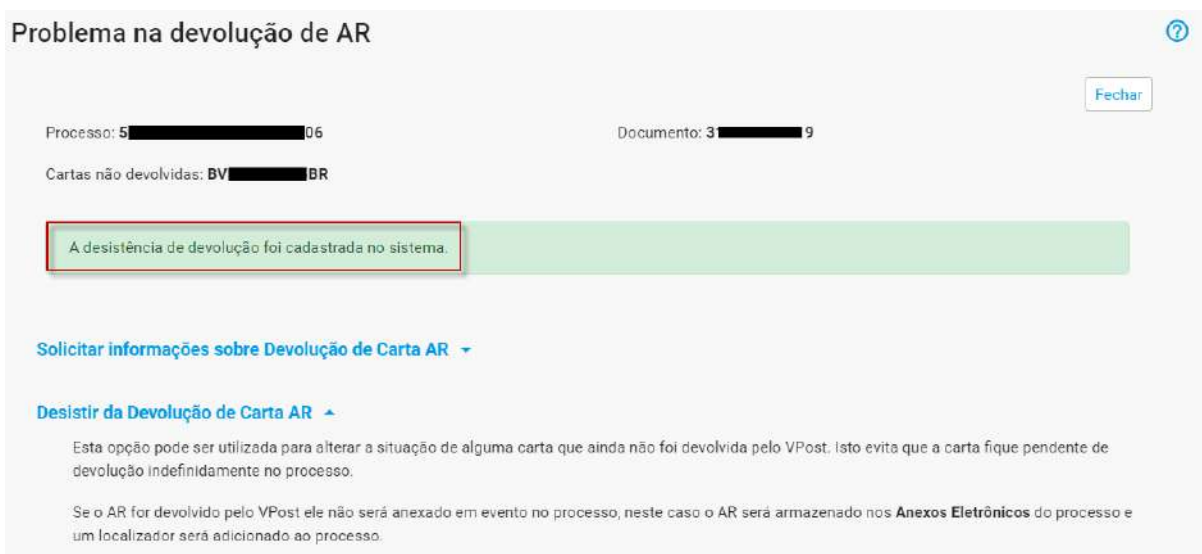 Problema na devolução de AR
Fechar
Processo: 5 06 Documento: 31 9
Cartas não devolvidas: BV BR
A desistência de devolução foi cadastrada no sistema.
Solicitar informações sobre Devolução de Carta AR
Desistir da Devolução de Carta AR
Esta opção pode ser utilizada para alterar a situação de alguma carta que ainda não foi devolvida pelo VPost. Isto evita que a carta fique pendente de
devolução indefinidamente no processo.
Se o AR for devolvido pelo VPost ele não será anexado em evento no processo, neste caso o AR será armazenado nos Anexos Eletrônicos do processo e
um localizador será adicionado ao processo.